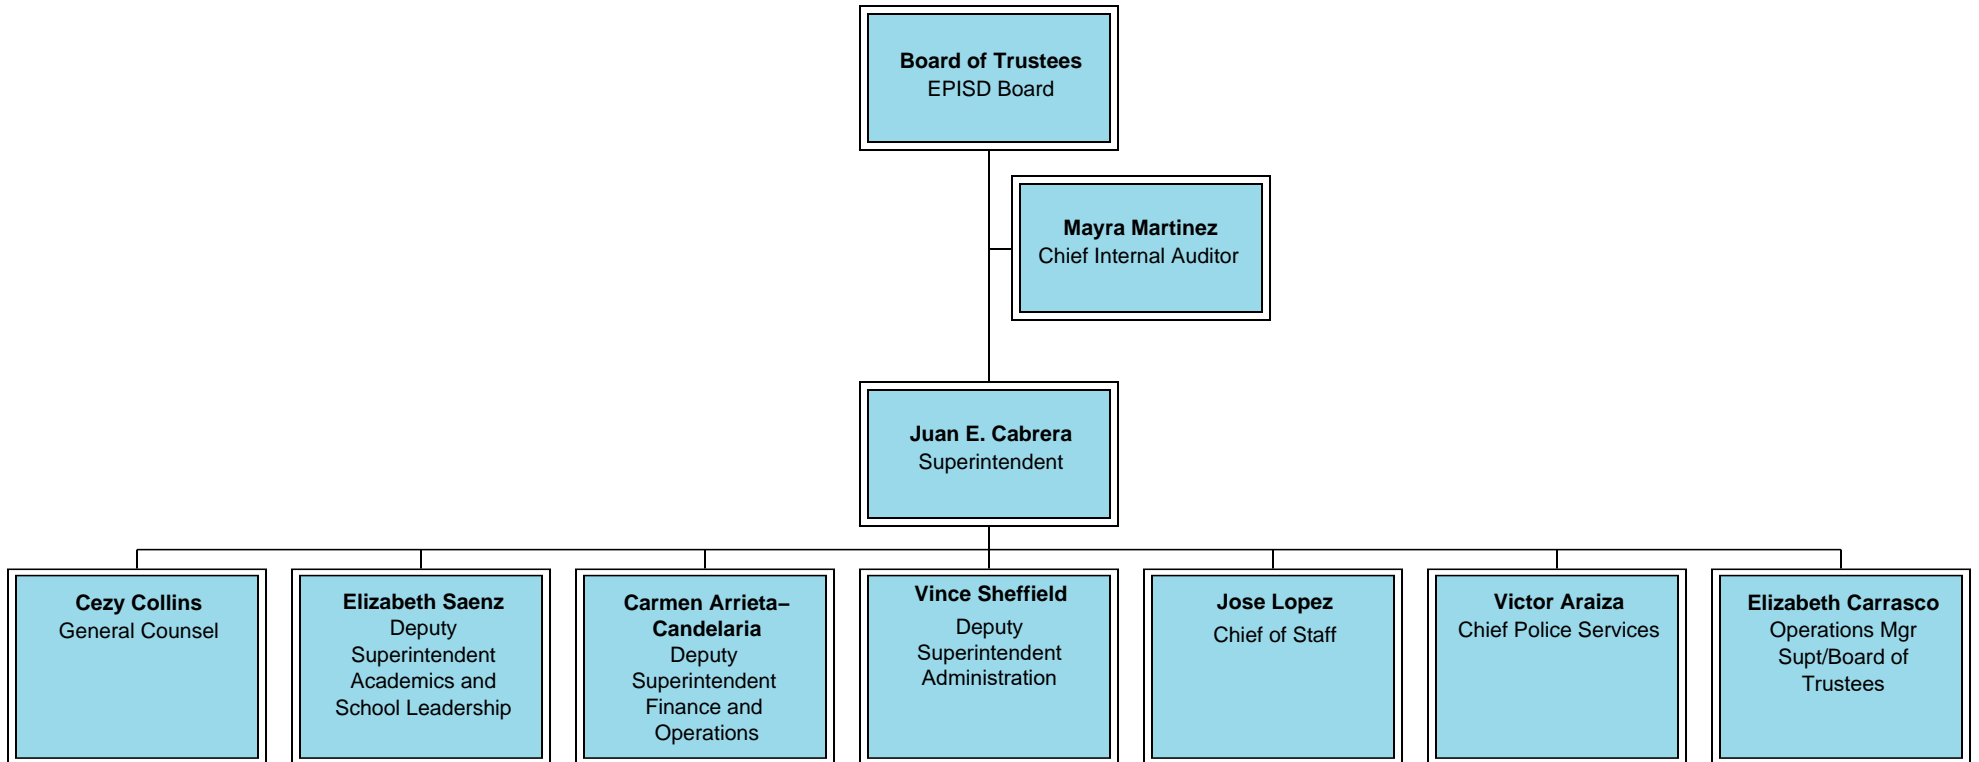 Board of Trustees
EPISD Board
Mayra Martinez
Chief Internal Auditor
Juan E. Cabrera
Superintendent
Cezy Collins
General Counsel
Elizabeth Saenz
Deputy
Superintendent
Academics and
School Leadership
Carmen Arrieta–
Candelaria
Deputy
Superintendent
Finance and
Operations
Vince Sheffield
Deputy
Superintendent
Administration
Jose Lopez
Chief of Staff
Victor Araiza
Chief Police Services
Elizabeth Carrasco
Operations Mgr
Supt/Board of
Trustees